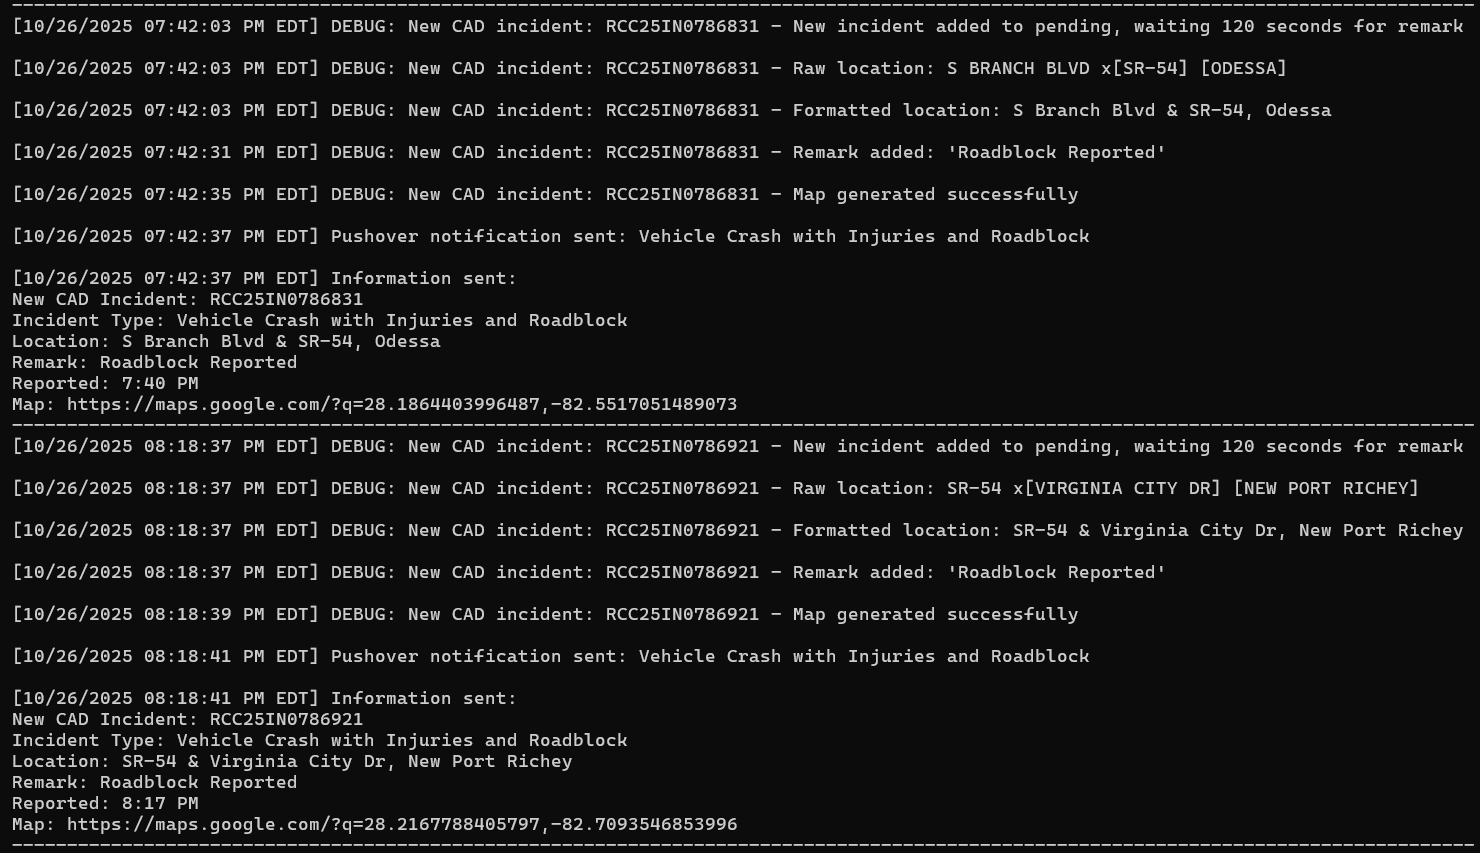 [10/26/2025 07:42:03 PM EDT] DEBUG: New CAD incident: RCC25IN0786831 - New incident added to pending, waiting 120 seconds for remark
[10/26/2025 07:42:03 PM EDT] DEBUG: New CAD incident: RCC25IN0786831 - Raw location: S BRANCH BLVD x[SR-54] [ODESSA]
[10/26/2025 07:42:03 PM EDT] DEBUG: New CAD incident: RCC25IN0786831 - Formatted location: S Branch Blvd & SR-54, Odessa
[10/26/2025 07:42:31 PM EDT] DEBUG: New CAD incident: RCC25IN0786831 - Remark added: 'Roadblock Reported'
[10/26/2025 07:42:35 PM EDT] DEBUG: New CAD incident: RCC25IN0786831 - Map generated successfully
[10/26/2025 07:42:37 PM EDT] Pushover notification sent: Vehicle Crash with Injuries and Roadblock
[10/26/2025 07:42:37 PM EDT] Information sent:
New CAD Incident: RCC25IN0786831
Incident Type: Vehicle Crash with Injuries and Roadblock
Location: S Branch Blvd & SR-54, Odessa
Remark: Roadblock Reported
Reported: 7:40 PM
Map: https://maps.google.com/?q=28.1864403996487,-82.5517051489073
[10/26/2025 08:18:37 PM EDT] DEBUG: New CAD incident: RCC25IN0786921 - New incident added to pending, waiting 120 seconds for remark
[10/26/2025 08:18:37 PM EDT] DEBUG: New CAD incident: RCC25IN0786921 - Raw location: SR-54 x[VIRGINIA CITY DR] [NEW PORT RICHEY]
[10/26/2025 08:18:37 PM EDT] DEBUG: New CAD incident: RCC25IN0786921 - Formatted location: SR-54 & Virginia City Dr, New Port Richey
[10/26/2025 08:18:37 PM EDT] DEBUG: New CAD incident: RCC25IN0786921 - Remark added: 'Roadblock Reported'
[10/26/2025 08:18:39 PM EDT] DEBUG: New CAD incident: RCC25IN0786921 - Map generated successfully
[10/26/2025 08:18:41 PM EDT] Pushover notification sent: Vehicle Crash with Injuries and Roadblock
[10/26/2025 08:18:41 PM EDT] Information sent:
New CAD Incident: RCC25IN0786921
Incident Type: Vehicle Crash with Injuries and Roadblock
Location: SR-54 & Virginia City Dr, New Port Richey
Remark: Roadblock Reported
Reported: 8:17 PM
Map: https://maps.google.com/?q=28.2167788405797,-82.7093546853996